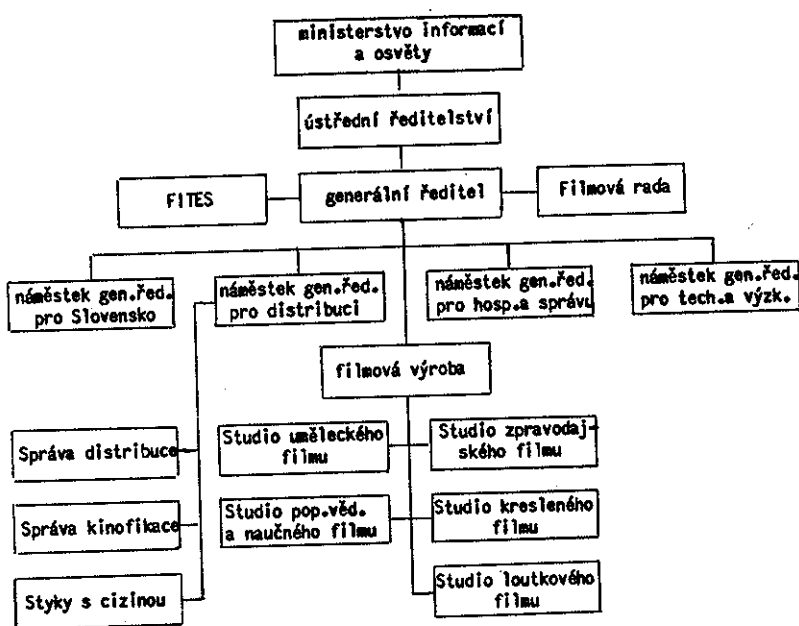 ministerstvo informací
a osvěty
ústřední ředitelství
FITES
generální ředitel
Filmová rada
náměstek gen.řed.
pro Slovensko
náměstek gen.řed.
pro distribuci
náměstek gen.řed.
pro hosp.a správu
náměstek gen.řed.
pro tech.a výzk.
filmová výroba
Správa distribuce
Studio uměleckého
filmu
Studio zpravodaj-
ského filmu
Správa kinofikace
Studio pop.věd.
a naučného filmu
Studio kresleného
filmu
Styky s cizinou
Studio loutkového
filmu